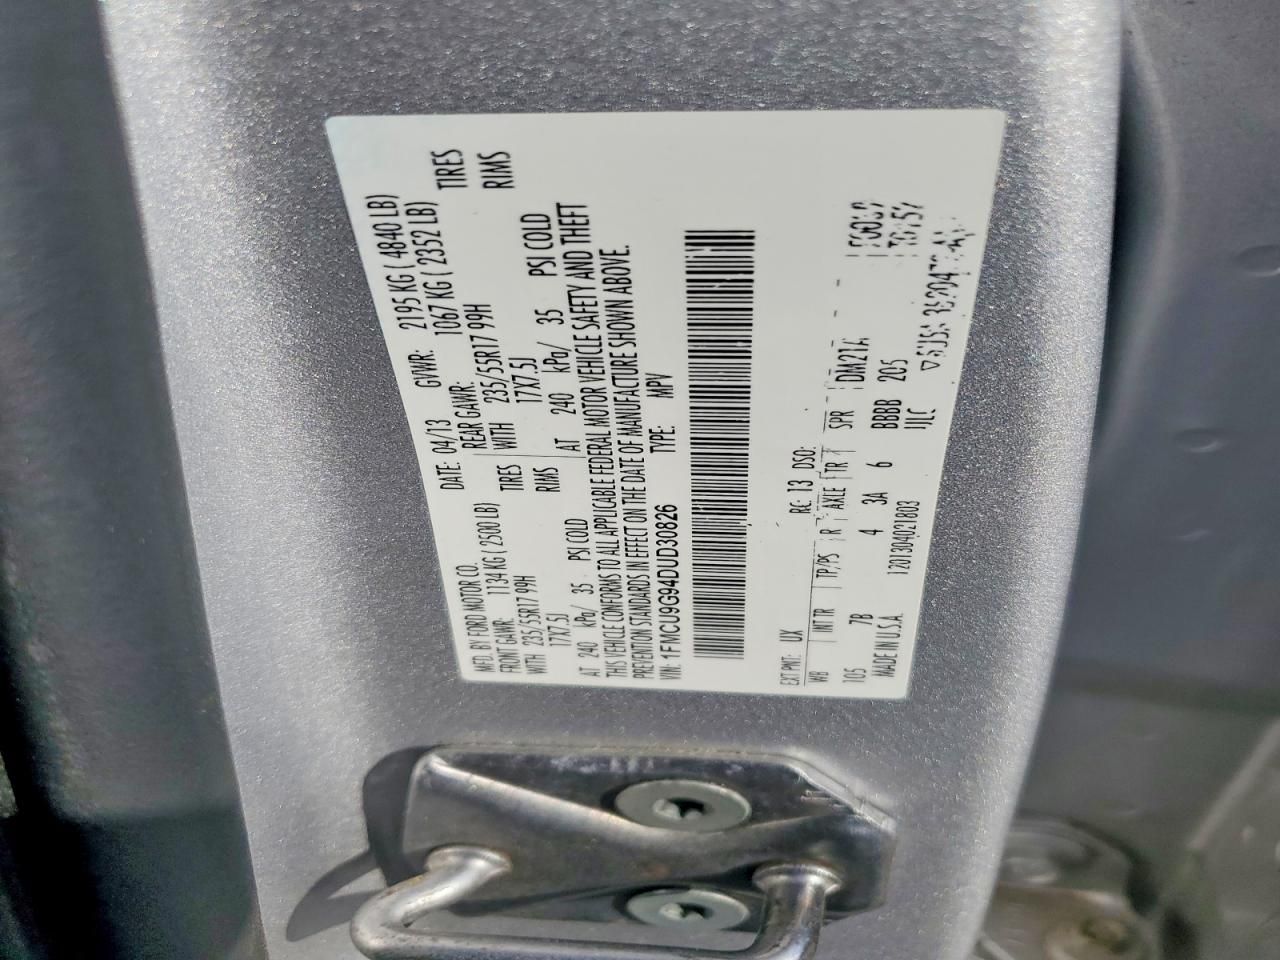 MFD. BY FORD MOTOR CO.
DATE: 04/13 GVWR: 2195 KG ( 4840 LB)
FRONT GAWR: 1134 KG ( 2500 LB) REAR GAWR: 1067 KG ( 2352 LB)
WITH 235/55R17 99H TIRES WITH 235/55R17 99H TIRES
17X7.5J RIMS 17X7.5J RIMS
AT 240 kPa/ 35 PSI COLD AT 240 kPa/ 35 PSI COLD
THIS VEHICLE CONFORMS TO ALL APPLICABLE FEDERAL MOTOR VEHICLE SAFETY AND THEFT
PREVENTION STANDARDS IN EFFECT ON THE DATE OF MANUFACTURE SHOWN ABOVE.
VIN: 1FMCU9G94DUD30826 TYPE: MPV
EXT PNT: UX RC: 13 DSO:
WB INT TR TP/PS R AXLE TR SPR DM2T6
105 7B 4 3A 6 BBBB 205
MADE IN U.S.A. 1201304021803 UJLC